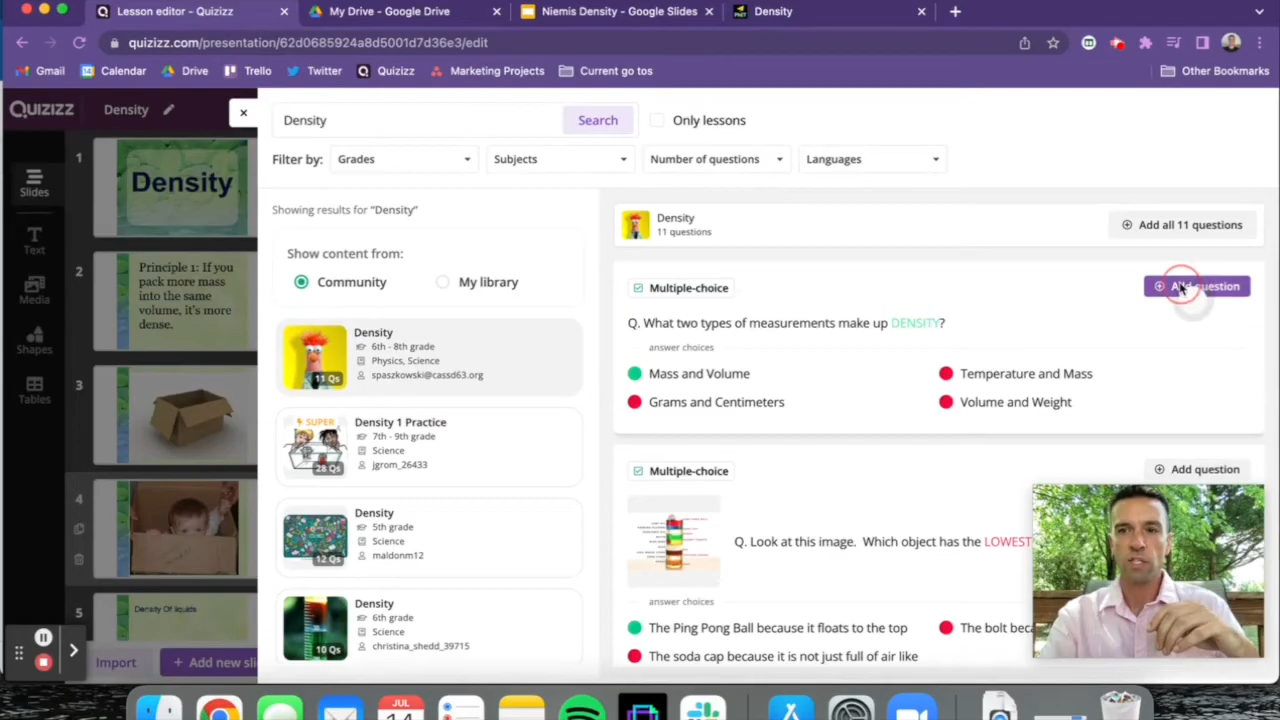 Lesson editor - Quizizz
My Drive - Google Drive
Niemis Density - Google Slides
Density
quizizz.com/presentation/62d0685924a8d5001d7d36e3/edit
Gmail
Calendar
Drive
Trello
Twitter
Quizizz
Marketing Projects
Current go tos
Other Bookmarks
QUIZIZZ
Density
Density
Search
Only lessons
Filter by:
Grades
Subjects
Number of questions
Languages
Slides
Text
Media
Shapes
Tables
1
Density
2
Principle 1: If you
pack more mass
into the same
volume, it's more
dense.
3
4
5
Density Of liquids
Import
+ Add new sli
Showing results for "Density"
Show content from:
Community
My library
Density
6th - 8th grade
Physics, Science
spaszkowski@cassd63.org
11 Qs
SUPER
Density 1 Practice
7th - 9th grade
Science
jgrom_26433
28 Qs
Density
5th grade
Science
maldonm12
12 Qs
Density
6th grade
Science
christina_shedd_39715
10 Qs
Density
11 questions
Add all 11 questions
Multiple-choice
Add question
Q. What two types of measurements make up DENSITY?
answer choices
Mass and Volume
Temperature and Mass
Grams and Centimeters
Volume and Weight
Multiple-choice
Add question
Q. Look at this image. Which object has the LOWEST
answer choices
The Ping Pong Ball because it floats to the top
The bolt beca
The soda cap because it is not just full of air like
JUL
14